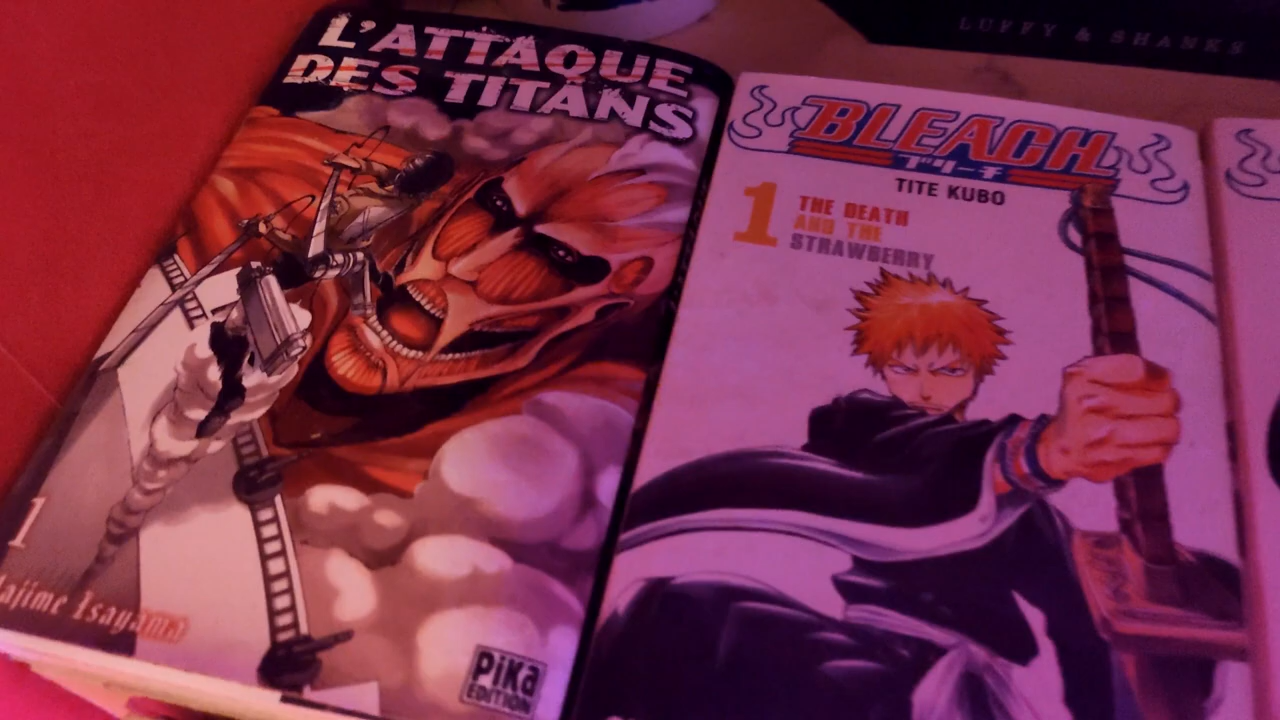 L'ATTAQUE
DES TITANS
1
Hajime Isayama
PiKa
EDITION
BLEACH
ブリーチ
TITE KUBO
1
THE DEATH
AND THE
STRAWBERRY
LUFFY & SHANKS